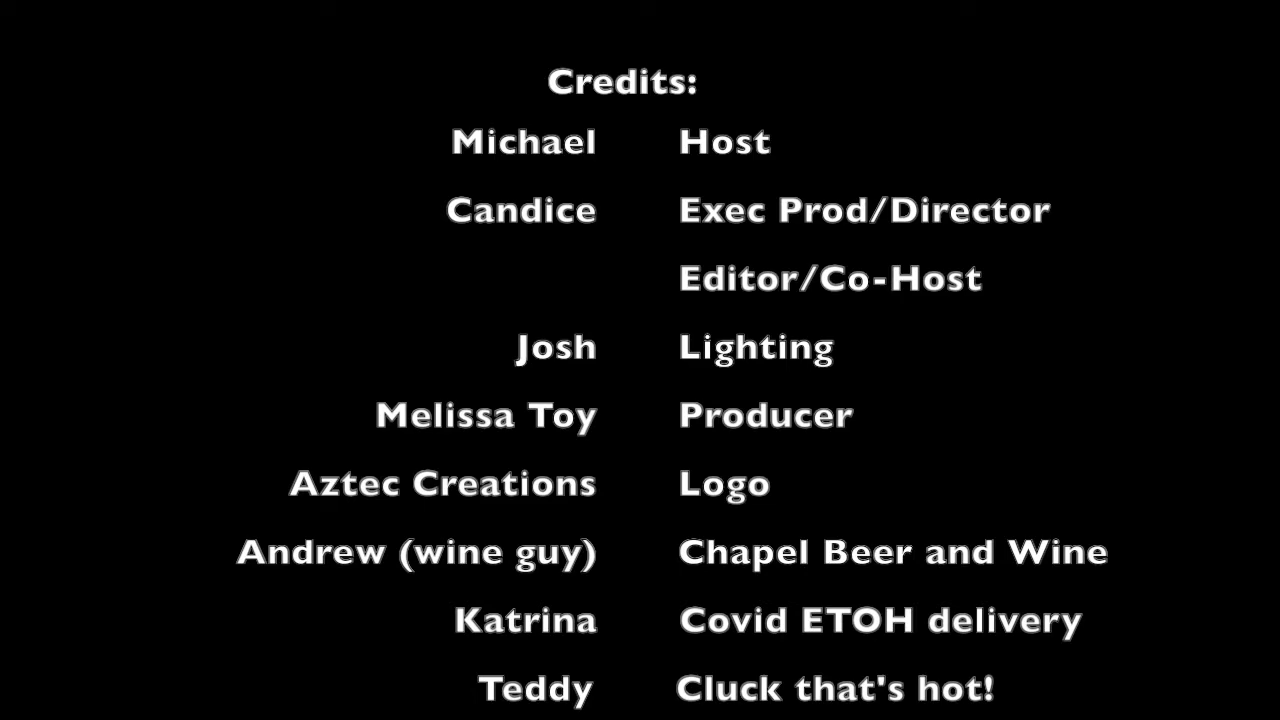 Credits:
Michael Host
Candice Exec Prod/Director
Editor/Co-Host
Josh Lighting
Melissa Toy Producer
Aztec Creations Logo
Andrew (wine guy) Chapel Beer and Wine
Katrina Covid ETOH delivery
Teddy Cluck that's hot!